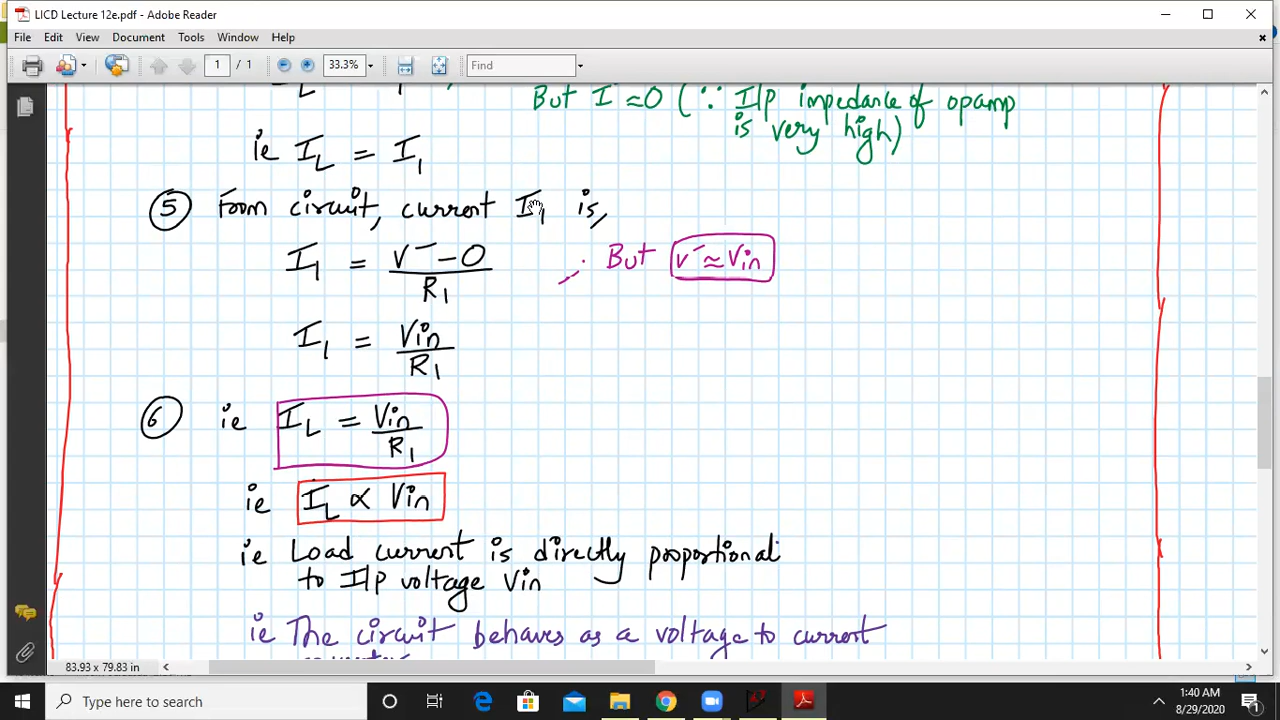 LICD Lecture 12e.pdf - Adobe Reader
File Edit View Document Tools Window Help
1 / 1 33.3% Find
But I⁻ ≈ 0 ( ∵ I/p impedance of opamp
is very high)
ie IL = I1
5 From circuit, current I1 is,
I1 = V⁻ - 0 / R1 But V⁻ ≈ Vin
I1 = Vin / R1
6 ie IL = Vin / R1
ie IL ∝ Vin
ie Load current is directly proportional
to I/p voltage Vin
ie The circuit behaves as a voltage to current
83.93 x 79.83 in
Type here to search
1:40 AM
8/29/2020